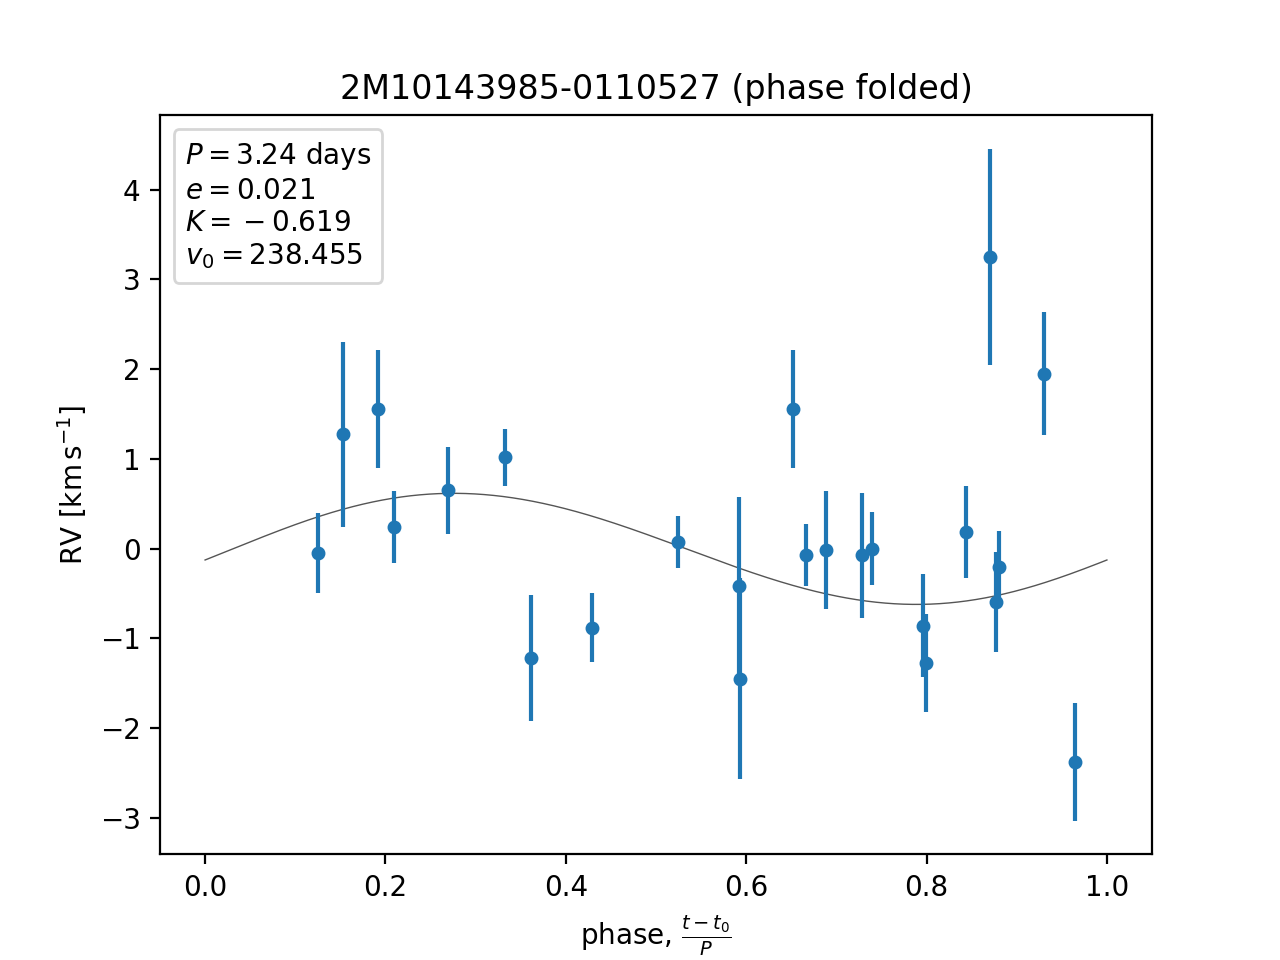 2M10143985-0110527 (phase folded)
P = 3.24 days
e = 0.021
K = −0.619
v₀ = 238.455
RV [km s⁻¹]
4
3
2
1
0
−1
−2
−3
0.0 0.2 0.4 0.6 0.8 1.0
phase, (t − t₀)/P